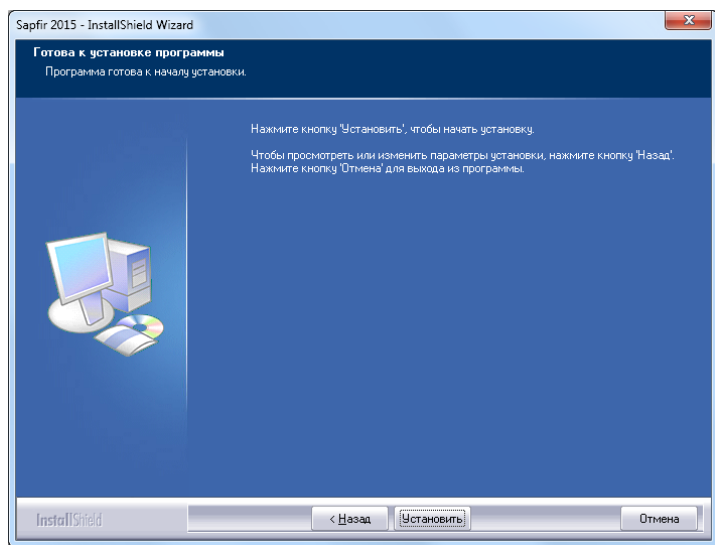 Sapfir 2015 - InstallShield Wizard
Готова к установке программы
Программа готова к началу установки.
Нажмите кнопку 'Установить', чтобы начать установку.
Чтобы просмотреть или изменить параметры установки, нажмите кнопку 'Назад'.
Нажмите кнопку 'Отмена' для выхода из программы.
InstallShield
< Назад Установить Отмена